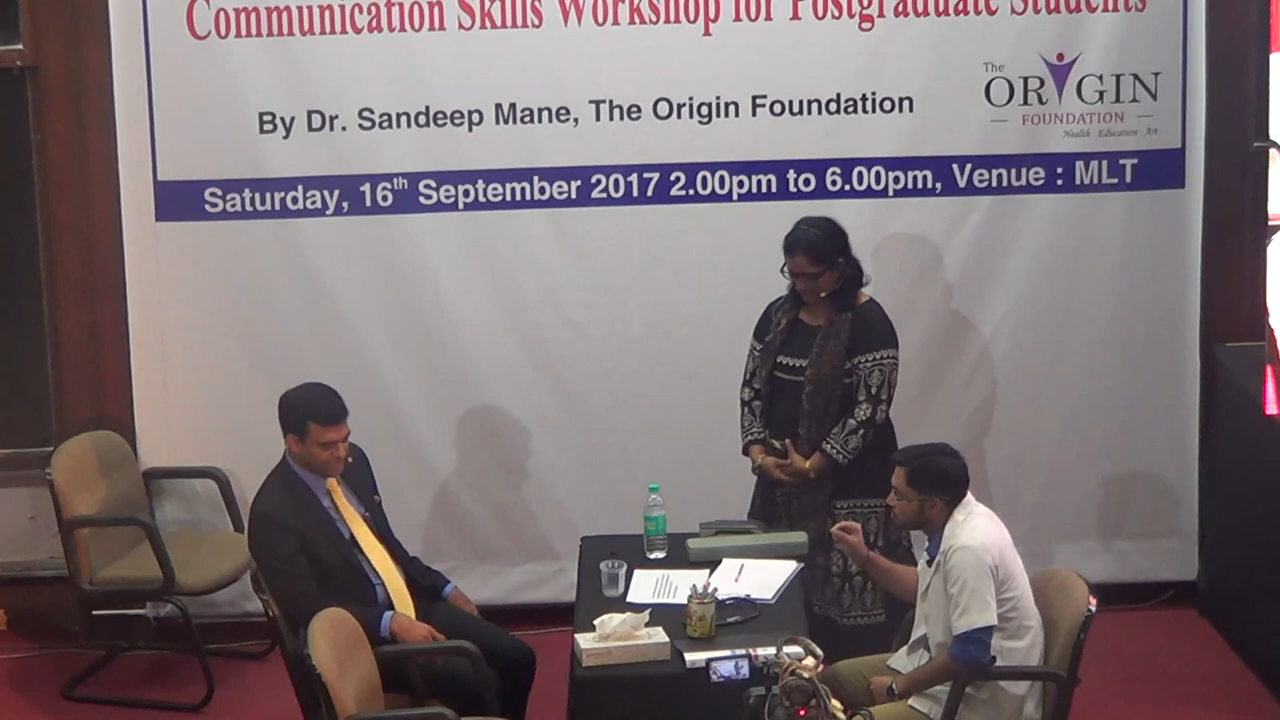 Communication Skills Workshop for Postgraduate Students
By Dr. Sandeep Mane, The Origin Foundation
The
ORIGIN
FOUNDATION
Health Education Art
Saturday, 16th September 2017 2.00pm to 6.00pm, Venue : MLT